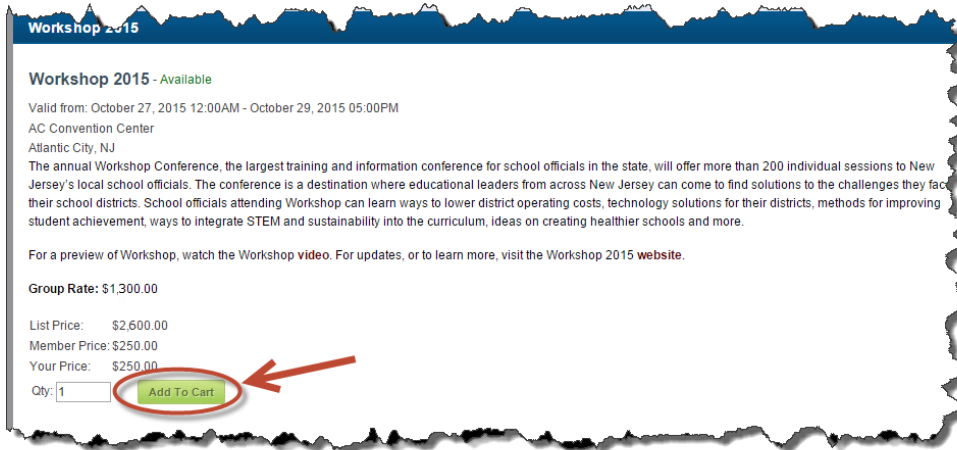 Workshop 2015
Workshop 2015 - Available
Valid from: October 27, 2015 12:00AM - October 29, 2015 05:00PM
AC Convention Center
Atlantic City, NJ
The annual Workshop Conference, the largest training and information conference for school officials in the state, will offer more than 200 individual sessions to New
Jersey's local school officials. The conference is a destination where educational leaders from across New Jersey can come to find solutions to the challenges they face
their school districts. School officials attending Workshop can learn ways to lower district operating costs, technology solutions for their districts, methods for improving
student achievement, ways to integrate STEM and sustainability into the curriculum, ideas on creating healthier schools and more.
For a preview of Workshop, watch the Workshop video. For updates, or to learn more, visit the Workshop 2015 website.
Group Rate: $1,300.00
List Price: $2,600.00
Member Price: $250.00
Your Price: $250.00
Qty: 1 Add To Cart